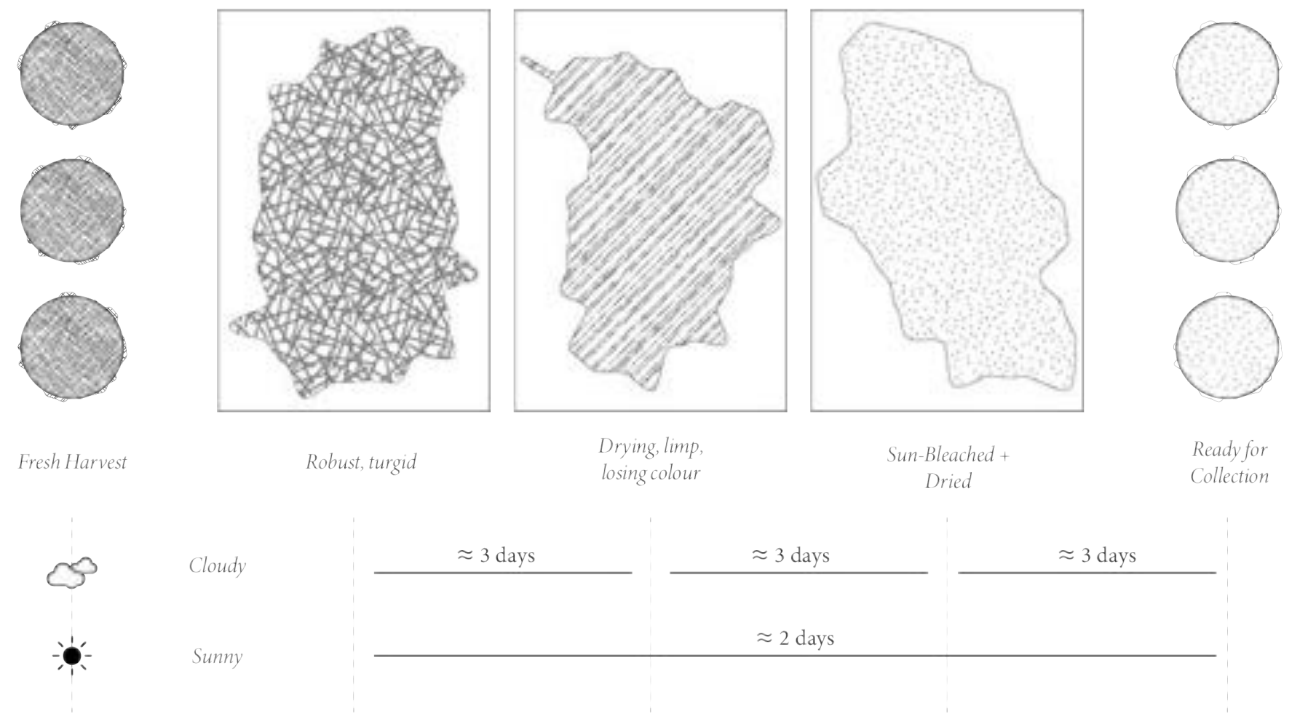 Fresh Harvest
Robust, turgid
Drying, limp,
losing colour
Sun-Bleached +
Dried
Ready for
Collection
Cloudy
≈ 3 days
≈ 3 days
≈ 3 days
Sunny
≈ 2 days